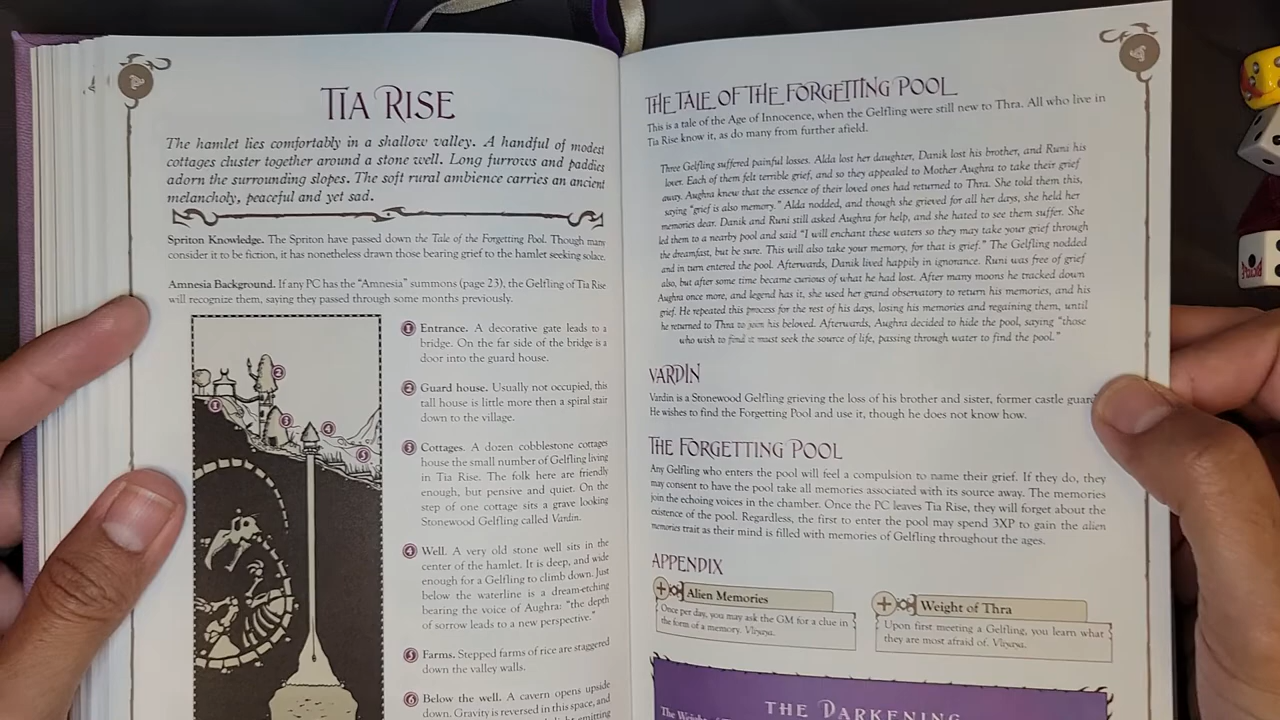 TIA RISE
The hamlet lies comfortably in a shallow valley. A handful of modest
cottages cluster together around a stone well. Long furrows and paddies
adorn the surrounding slopes. The soft rural ambience carries an ancient
melancholy, peaceful and yet sad.
Spriton Knowledge. The Spriton have passed down the Tale of the Forgetting Pool. Though many
consider it to be fiction, it has nonetheless drawn those bearing grief to the hamlet seeking solace.
Amnesia Background. If any PC has the "Amnesia" summons (page 23), the Gelfling of Tia Rise
will recognize them, saying they passed through some months previously.
1
2
3
4
5
1 Entrance. A decorative gate leads to a
bridge. On the far side of the bridge is a
door into the guard house.
2 Guard house. Usually not occupied, this
tall house is little more then a spiral stair
down to the village.
3 Cottages. A dozen cobblestone cottages
house the small number of Gelfling living
in Tia Rise. The folk here are friendly
enough, but pensive and quiet. On the
step of one cottage sits a grave looking
Stonewood Gelfling called Vardin.
4 Well. A very old stone well sits in the
center of the hamlet. It is deep, and wide
enough for a Gelfling to climb down. Just
below the waterline is a dream-etching
bearing the voice of Aughra: "the depth
of sorrow leads to a new perspective."
5 Farms. Stepped farms of rice are staggered
down the valley walls.
6 Below the well. A cavern opens upside
down. Gravity is reversed in this space, and
THE TALE OF THE FORGETTING POOL
This is a tale of the Age of Innocence, when the Gelfling were still new to Thra. All who live in
Tia Rise know it, as do many from further afield.
Three Gelfling suffered painful losses. Alda lost her daughter, Danik lost his brother, and Runi his
lover. Each of them felt terrible grief, and so they appealed to Mother Aughra to take their grief
away. Aughra knew that the essence of their loved ones had returned to Thra. She told them this,
saying "grief is also memory." Alda nodded, and though she grieved for all her days, she held her
memories dear. Danik and Runi still asked Aughra for help, and she hated to see them suffer. She
led them to a nearby pool and said "I will enchant these waters so they may take your grief through
the dreamfast, but be sure. This will also take your memory, for that is grief." The Gelfling nodded
and in turn entered the pool. Afterwards, Danik lived happily in ignorance. Runi was free of grief
also, but after some time became curious of what he had lost. After many moons he tracked down
Aughra once more, and legend has it, she used her grand observatory to return his memories, and his
grief. He repeated this process for the rest of his days, losing his memories and regaining them, until
he returned to Thra to join his beloved. Afterwards, Aughra decided to hide the pool, saying "those
who wish to find it must seek the source of life, passing through water to find the pool."
VARDIN
Vardin is a Stonewood Gelfling grieving the loss of his brother and sister, former castle guard
He wishes to find the Forgetting Pool and use it, though he does not know how.
THE FORGETTING POOL
Any Gelfling who enters the pool will feel a compulsion to name their grief. If they do, they
may consent to have the pool take all memories associated with its source away. The memories
join the echoing voices in the chamber. Once the PC leaves Tia Rise, they will forget about the
existence of the pool. Regardless, the first to enter the pool may spend 3XP to gain the alien
memories trait as their mind is filled with memories of Gelfling throughout the ages.
APPENDIX
Alien Memories
Once per day, you may ask the GM for a clue in
the form of a memory. Vliyaya.
Weight of Thra
Upon first meeting a Gelfling, you learn what
they are most afraid of. Vliyaya.
THE DARKENING